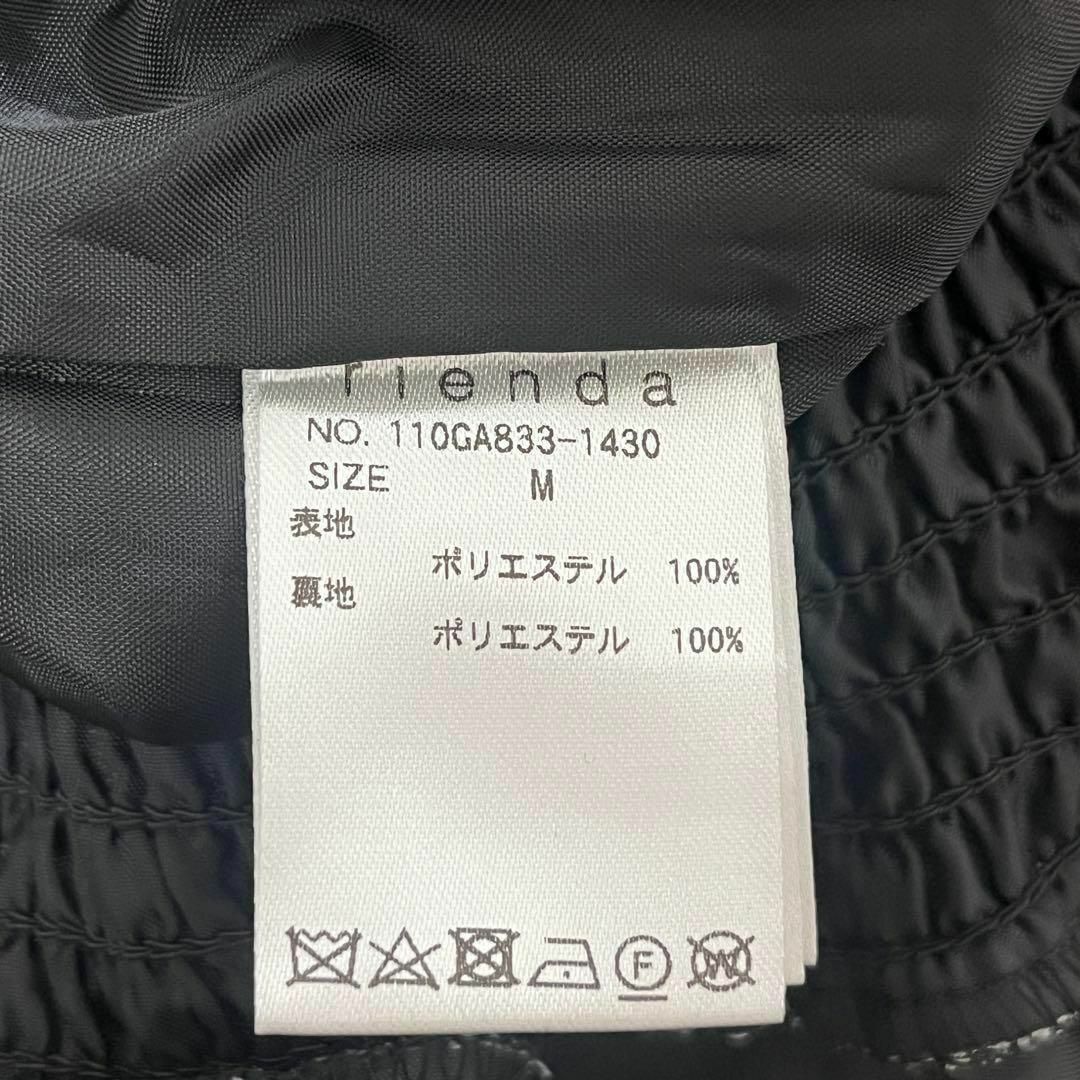 rienda
NO. 110GA833-1430
SIZE M
表地
ポリエステル 100%
裏地
ポリエステル 100%
F W